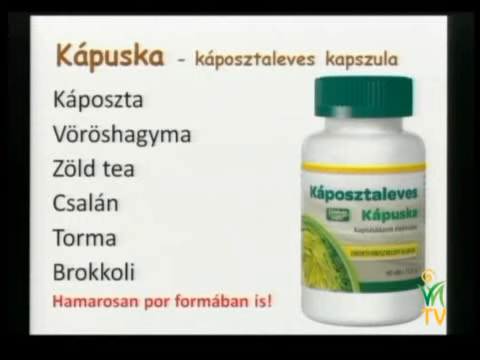 Kápuska - káposztaleves kapszula
Káposzta
Vöröshagyma
Zöld tea
Csalán
Torma
Brokkoli
Hamarosan por formában is!
Káposztaleves
Kápuska
TV